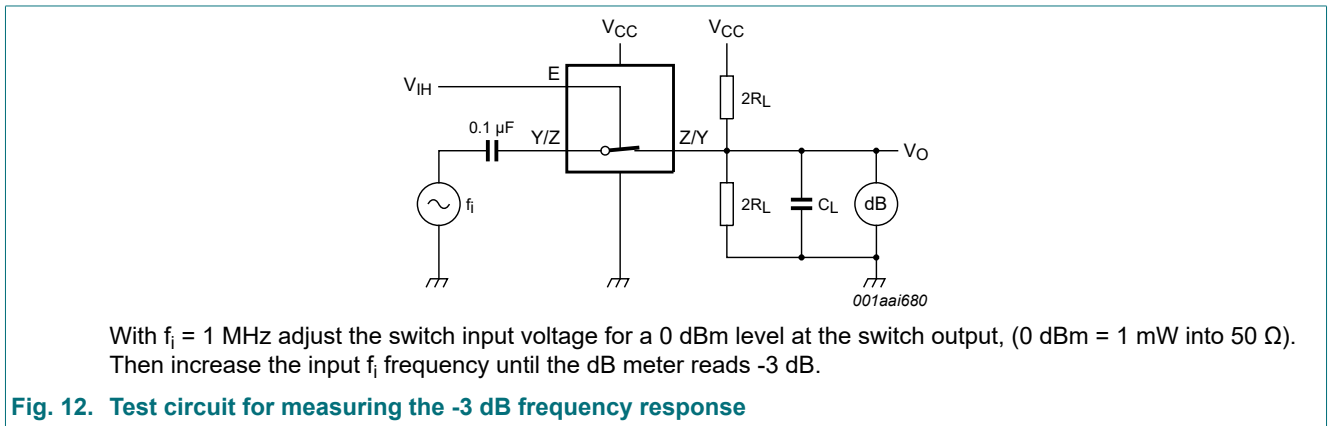 VCC VCC
E
VIH
2RL
0.1 µF
Y/Z Z/Y
VO
fi
2RL CL dB
001aai680
With fi = 1 MHz adjust the switch input voltage for a 0 dBm level at the switch output, (0 dBm = 1 mW into 50 Ω).
Then increase the input fi frequency until the dB meter reads -3 dB.
Fig. 12. Test circuit for measuring the -3 dB frequency response